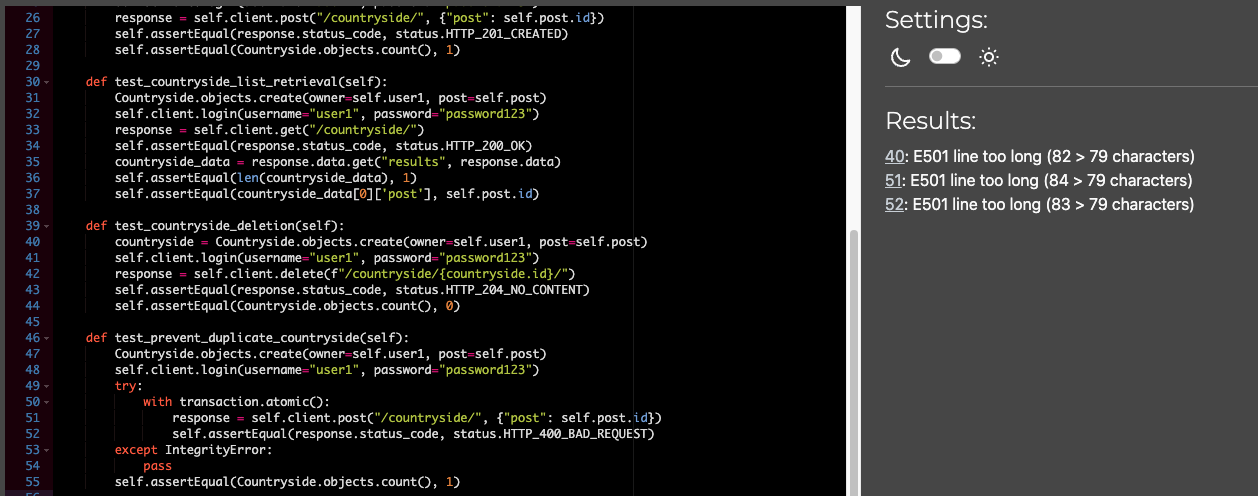 26 response = self.client.post("/countryside/", {"post": self.post.id})
27 self.assertEqual(response.status_code, status.HTTP_201_CREATED)
28 self.assertEqual(Countryside.objects.count(), 1)
29
30 def test_countryside_list_retrieval(self):
31 Countryside.objects.create(owner=self.user1, post=self.post)
32 self.client.login(username="user1", password="password123")
33 response = self.client.get("/countryside/")
34 self.assertEqual(response.status_code, status.HTTP_200_OK)
35 countryside_data = response.data.get("results", response.data)
36 self.assertEqual(len(countryside_data), 1)
37 self.assertEqual(countryside_data[0]['post'], self.post.id)
38
39 def test_countryside_deletion(self):
40 countryside = Countryside.objects.create(owner=self.user1, post=self.post)
41 self.client.login(username="user1", password="password123")
42 response = self.client.delete(f"/countryside/{countryside.id}/")
43 self.assertEqual(response.status_code, status.HTTP_204_NO_CONTENT)
44 self.assertEqual(Countryside.objects.count(), 0)
45
46 def test_prevent_duplicate_countryside(self):
47 Countryside.objects.create(owner=self.user1, post=self.post)
48 self.client.login(username="user1", password="password123")
49 try:
50 with transaction.atomic():
51 response = self.client.post("/countryside/", {"post": self.post.id})
52 self.assertEqual(response.status_code, status.HTTP_400_BAD_REQUEST)
53 except IntegrityError:
54 pass
55 self.assertEqual(Countryside.objects.count(), 1)
Settings:
Results:
40: E501 line too long (82 > 79 characters)
51: E501 line too long (84 > 79 characters)
52: E501 line too long (83 > 79 characters)